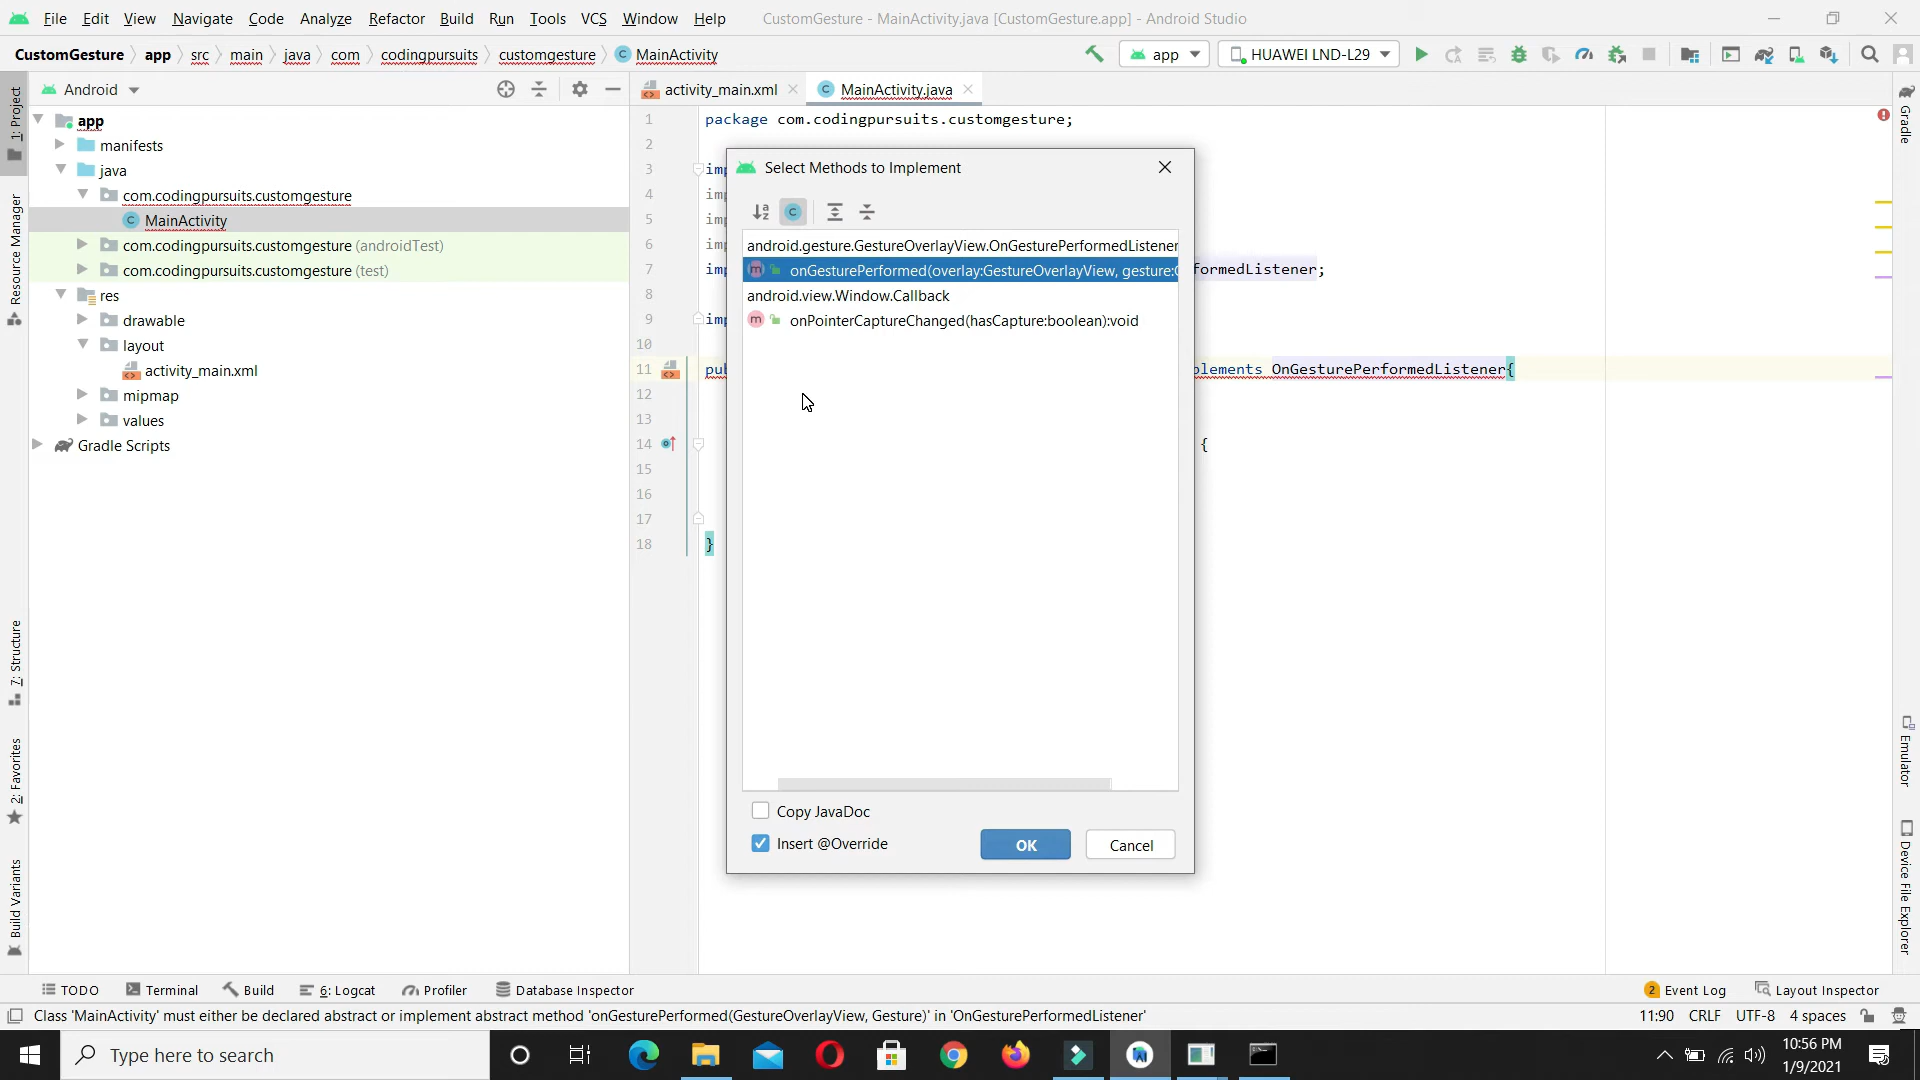 File Edit View Navigate Code Analyze Refactor Build Run Tools VCS Window Help CustomGesture - MainActivity.java [CustomGesture.app] - Android Studio
CustomGesture app src main java com codingpursuits customgesture MainActivity app HUAWEI LND-L29
Android
activity_main.xml MainActivity.java
1: Project
Resource Manager
7: Structure
2: Favorites
Build Variants
app
manifests
java
com.codingpursuits.customgesture
MainActivity
com.codingpursuits.customgesture (androidTest)
com.codingpursuits.customgesture (test)
res
drawable
layout
activity_main.xml
mipmap
values
Gradle Scripts
1 package com.codingpursuits.customgesture;
2
3 imp
4 imp
5 imp
6 imp
7 imp formedListener;
8
9 imp
10
11 pub plements OnGesturePerformedListener{
12
13
14 {
15
16
17
18 }
Select Methods to Implement
android.gesture.GestureOverlayView.OnGesturePerformedListener
onGesturePerformed(overlay:GestureOverlayView, gesture:G
android.view.Window.Callback
onPointerCaptureChanged(hasCapture:boolean):void
Copy JavaDoc
Insert @Override
OK Cancel
Gradle
Emulator
Device File Explorer
TODO Terminal Build 6: Logcat Profiler Database Inspector 2 Event Log Layout Inspector
Class 'MainActivity' must either be declared abstract or implement abstract method 'onGesturePerformed(GestureOverlayView, Gesture)' in 'OnGesturePerformedListener' 11:90 CRLF UTF-8 4 spaces
Type here to search
10:56 PM
1/9/2021